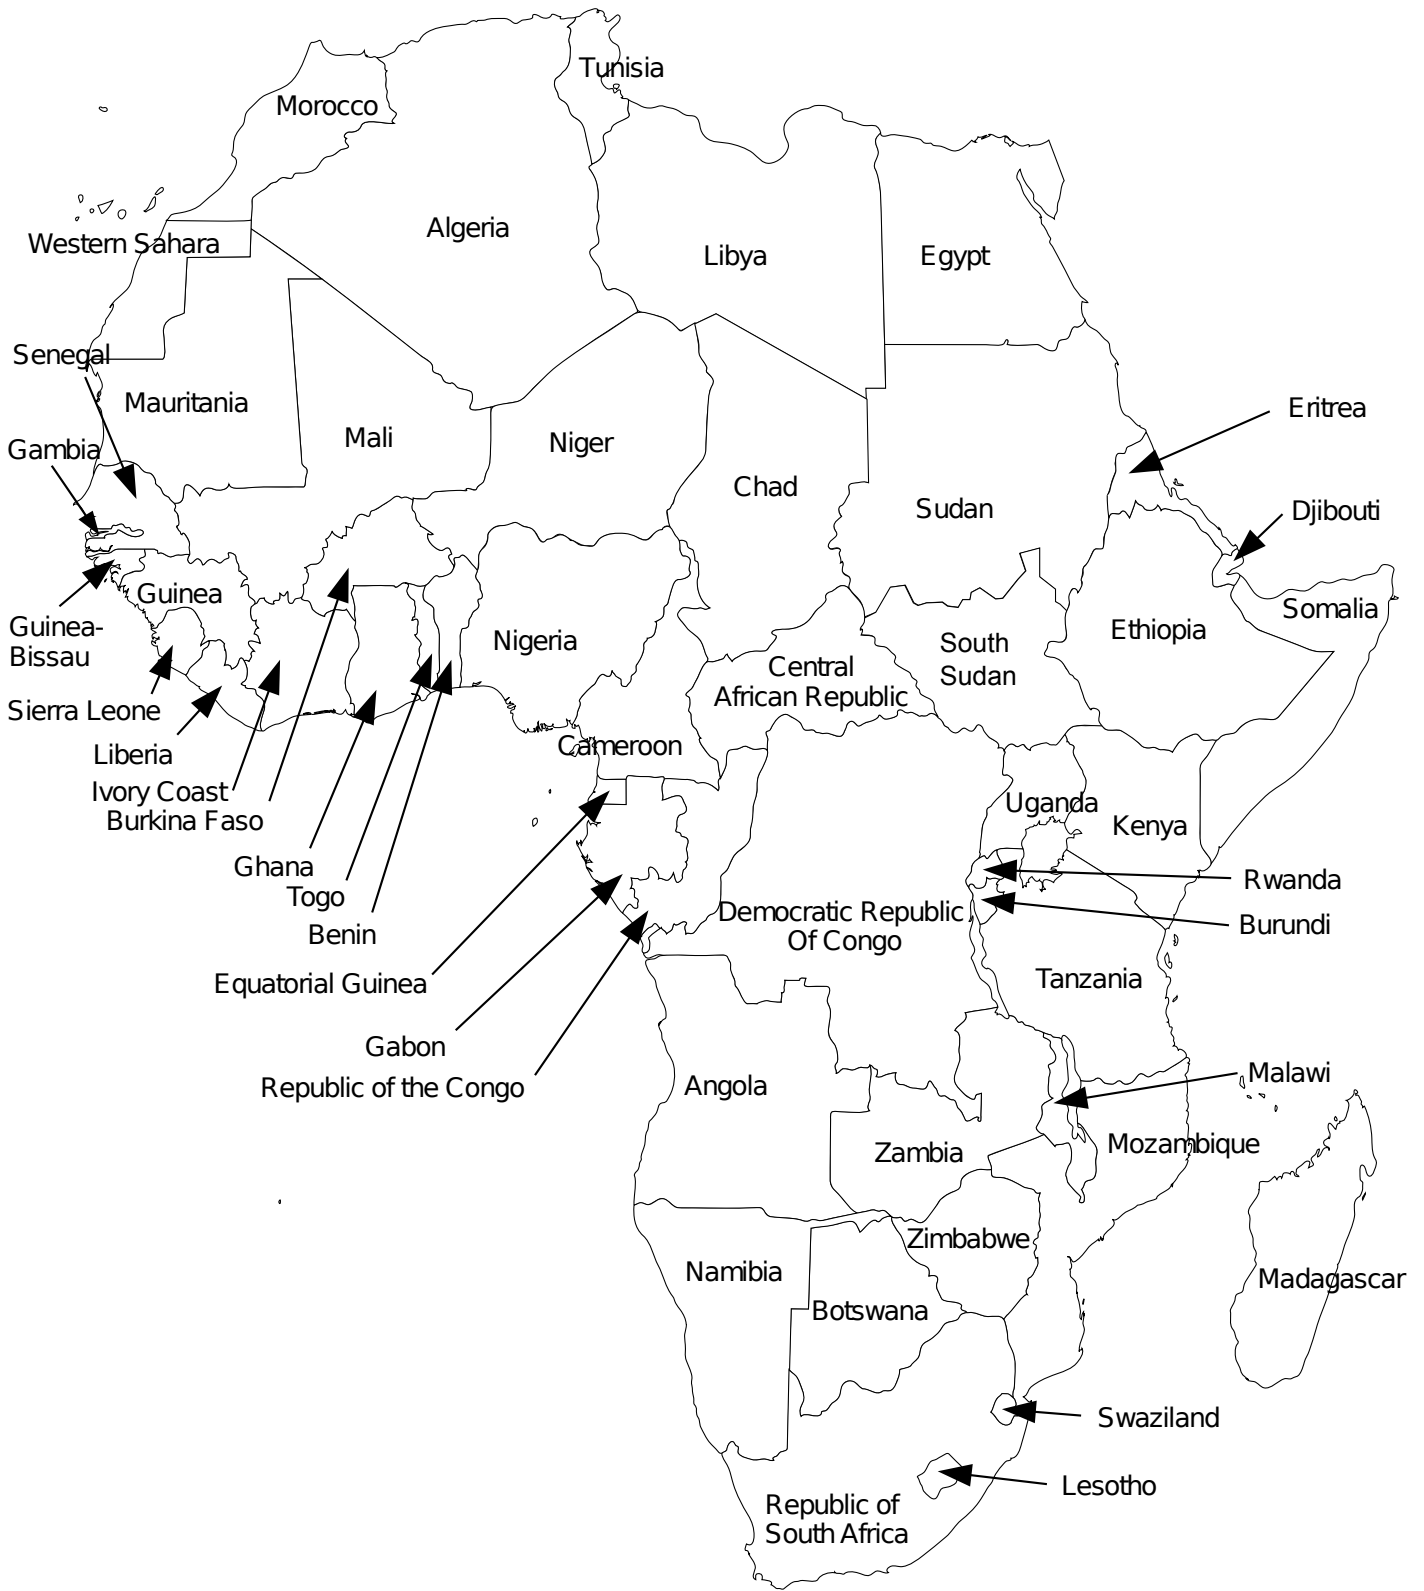 Tunisia
Morocco
Algeria
Western Sahara
Libya
Egypt
Senegal
Mauritania
Eritrea
Mali
Niger
Gambia
Chad
Sudan
Djibouti
Guinea
Somalia
Guinea-
Bissau
Nigeria
Ethiopia
South
Sudan
Central
African Republic
Sierra Leone
Liberia
Cameroon
Ivory Coast
Burkina Faso
Uganda
Kenya
Ghana
Togo
Rwanda
Benin
Democratic Republic
Of Congo
Burundi
Equatorial Guinea
Tanzania
Gabon
Republic of the Congo
Angola
Malawi
Zambia
Mozambique
Zimbabwe
Namibia
Madagascar
Botswana
Swaziland
Lesotho
Republic of
South Africa